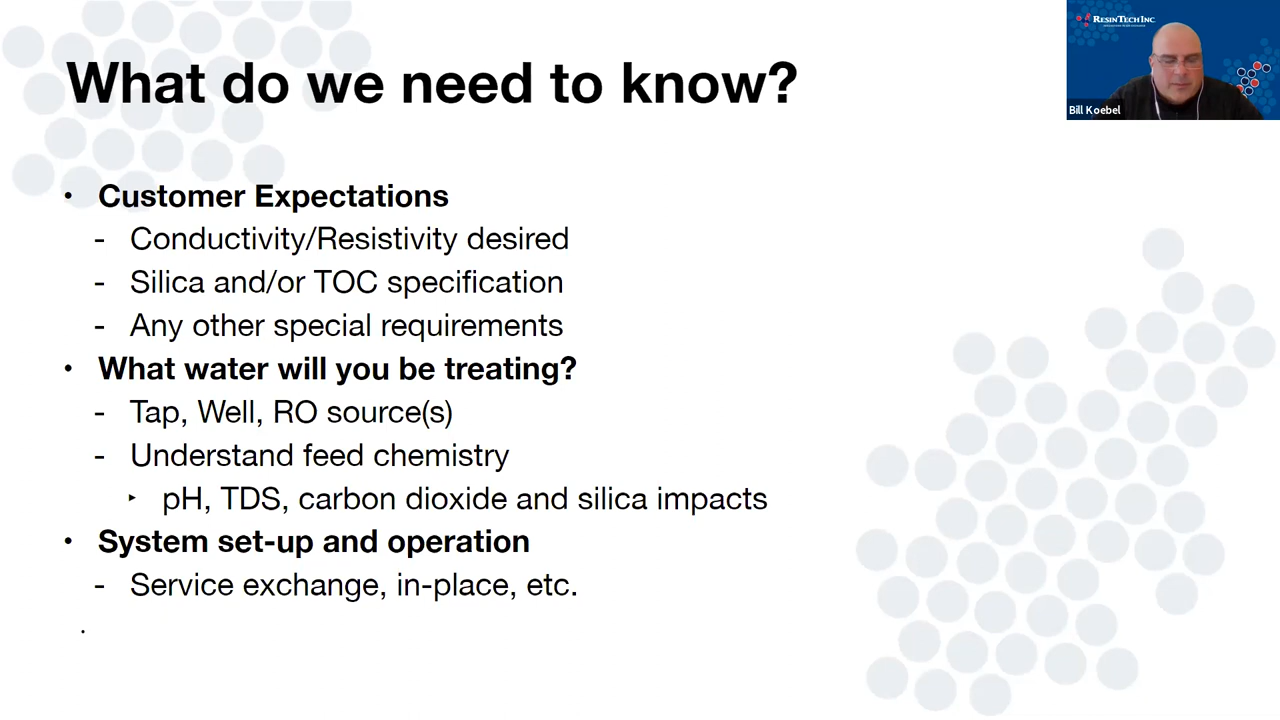 What do we need to know?
RESINTECH INC
Bill Koebel
• Customer Expectations
- Conductivity/Resistivity desired
- Silica and/or TOC specification
- Any other special requirements
• What water will you be treating?
- Tap, Well, RO source(s)
- Understand feed chemistry
‣ pH, TDS, carbon dioxide and silica impacts
• System set-up and operation
- Service exchange, in-place, etc.
.